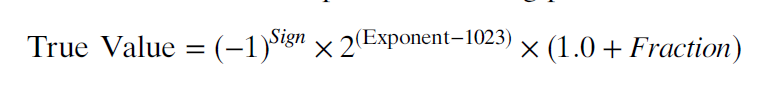 True Value = (−1)^Sign × 2^(Exponent−1023) × (1.0 + Fraction)